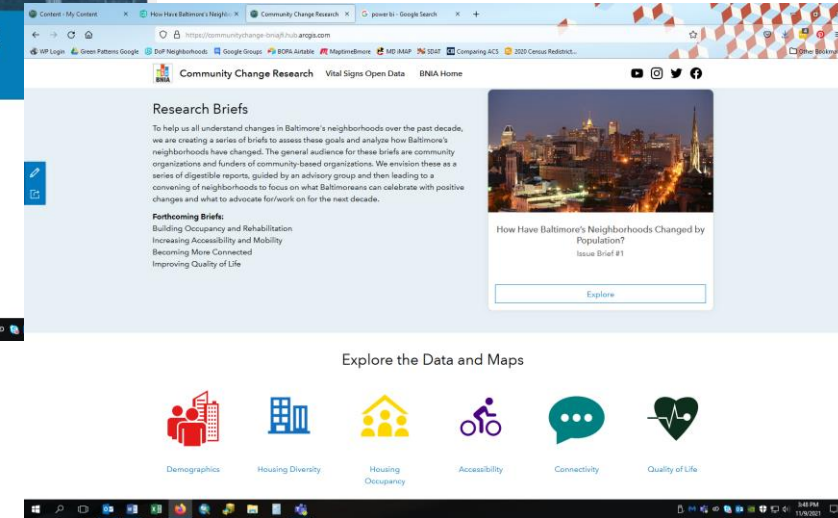 Content - My Content
How Have Baltimore's Neighbo
Community Change Research
power bi - Google Search
https://communitychange-bniajfi.hub.arcgis.com
WP Login
Green Patterns Google
DoP Neighborhoods
Google Groups
BOPA Airtable
MaptimeBmore
MD iMAP
SDAT
Comparing ACS
2020 Census Redistrict...
Other Bookmarks
BNIA
Community Change Research
Vital Signs Open Data
BNIA Home
Research Briefs
To help us all understand changes in Baltimore's neighborhoods over the past decade,
we are creating a series of briefs to assess these goals and analyze how Baltimore's
neighborhoods have changed. The general audience for these briefs are community
organizations and funders of community-based organizations. We envision these as a
series of digestible reports, guided by an advisory group and then leading to a
convening of neighborhoods to focus on what Baltimoreans can celebrate with positive
changes and what to advocate for/work on for the next decade.
Forthcoming Briefs:
Building Occupancy and Rehabilitation
Increasing Accessibility and Mobility
Becoming More Connected
Improving Quality of Life
How Have Baltimore's Neighborhoods Changed by
Population?
Issue Brief #1
Explore
Explore the Data and Maps
Demographics
Housing Diversity
Housing
Occupancy
Accessibility
Connectivity
Quality of Life
5:48 PM
11/9/2021